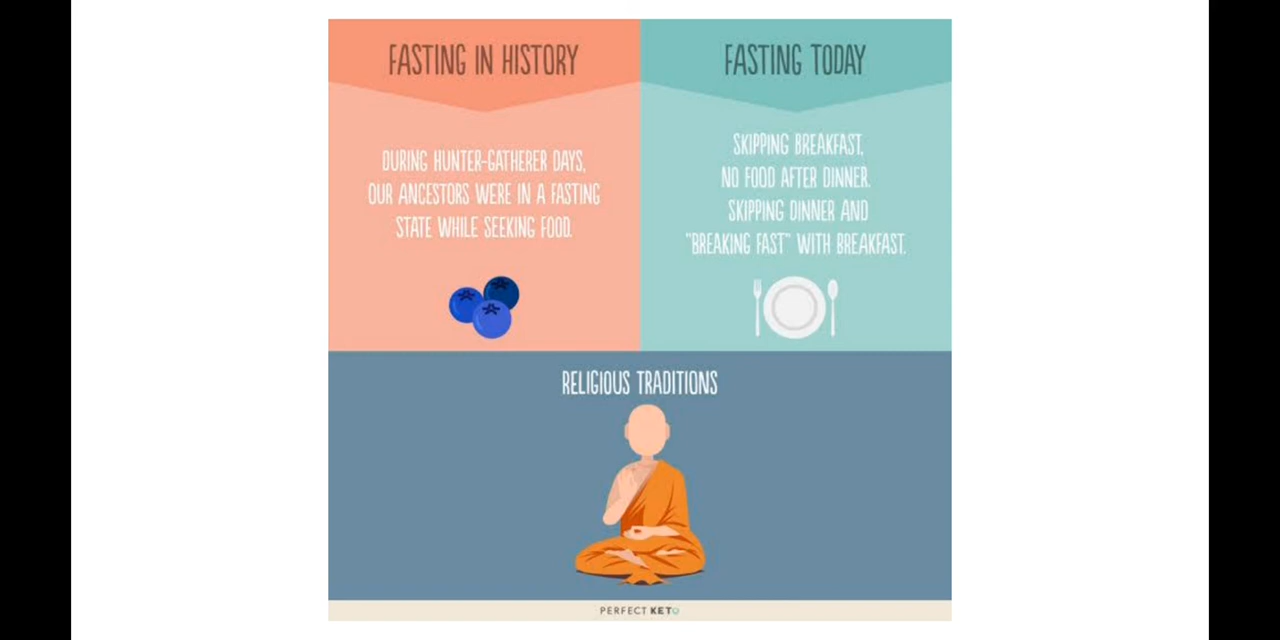 FASTING IN HISTORY
DURING HUNTER-GATHERER DAYS,
OUR ANCESTORS WERE IN A FASTING
STATE WHILE SEEKING FOOD.
FASTING TODAY
SKIPPING BREAKFAST,
NO FOOD AFTER DINNER.
SKIPPING DINNER AND
"BREAKING FAST" WITH BREAKFAST.
RELIGIOUS TRADITIONS
PERFECT KETO